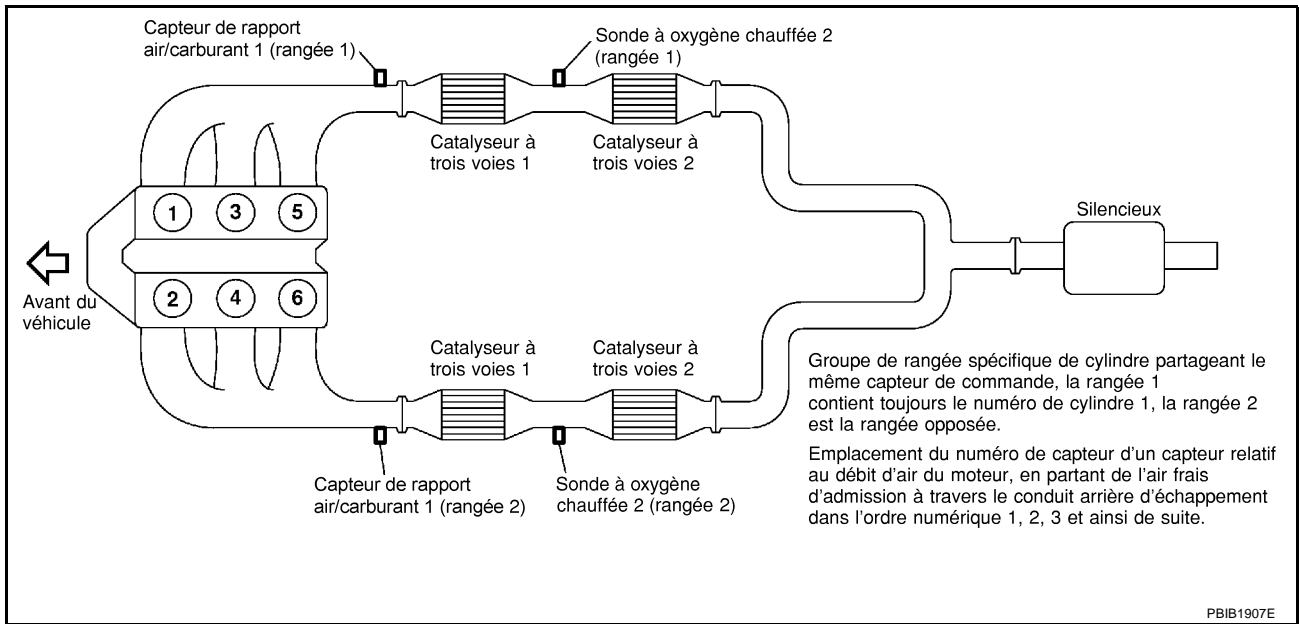 Capteur de rapport
air/carburant 1 (rangée 1)
Sonde à oxygène chauffée 2
(rangée 1)
Catalyseur à
trois voies 1
Catalyseur à
trois voies 2
1
3
5
2
4
6
Avant du
véhicule
Silencieux
Catalyseur à
trois voies 1
Catalyseur à
trois voies 2
Capteur de rapport
air/carburant 1 (rangée 2)
Sonde à oxygène
chauffée 2 (rangée 2)
Groupe de rangée spécifique de cylindre partageant le
même capteur de commande, la rangée 1
contient toujours le numéro de cylindre 1, la rangée 2
est la rangée opposée.
Emplacement du numéro de capteur d'un capteur relatif
au débit d'air du moteur, en partant de l'air frais
d'admission à travers le conduit arrière d'échappement
dans l'ordre numérique 1, 2, 3 et ainsi de suite.
PBIB1907E